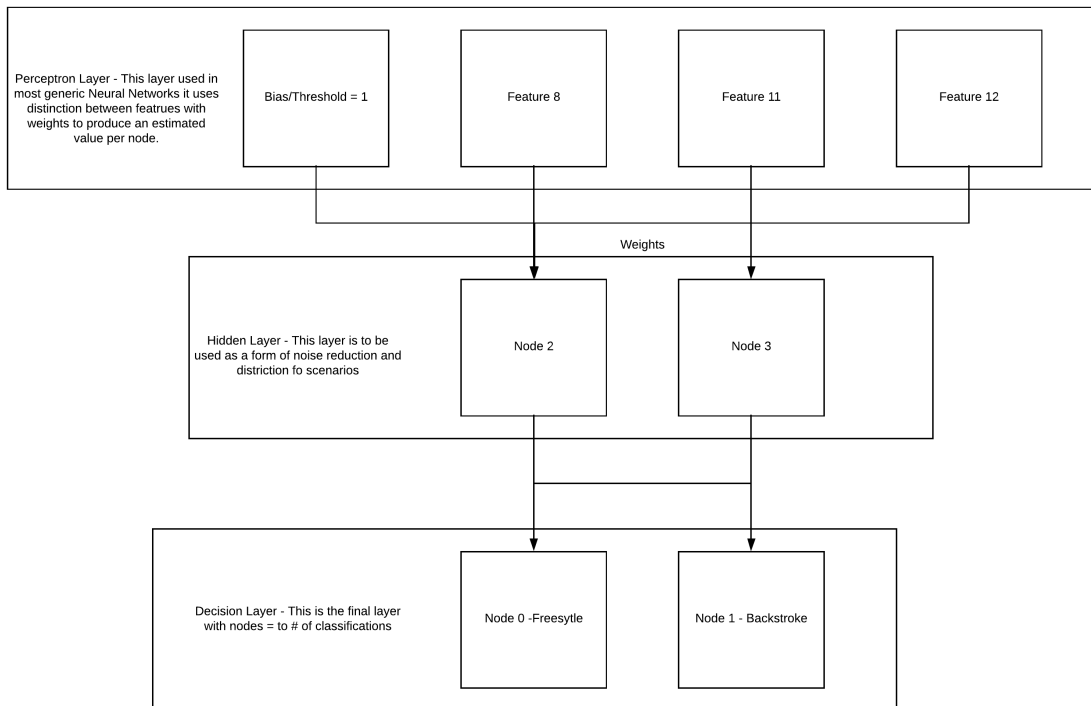 Perceptron Layer - This layer used in
most generic Neural Networks it uses
distinction between featrues with
weights to produce an estimated
value per node.
Bias/Threshold = 1
Feature 8
Feature 11
Feature 12
Weights
Hidden Layer - This layer is to be
used as a form of noise reduction and
distriction fo scenarios
Node 2
Node 3
Decision Layer - This is the final layer
with nodes = to # of classifications
Node 0 -Freesytle
Node 1 - Backstroke